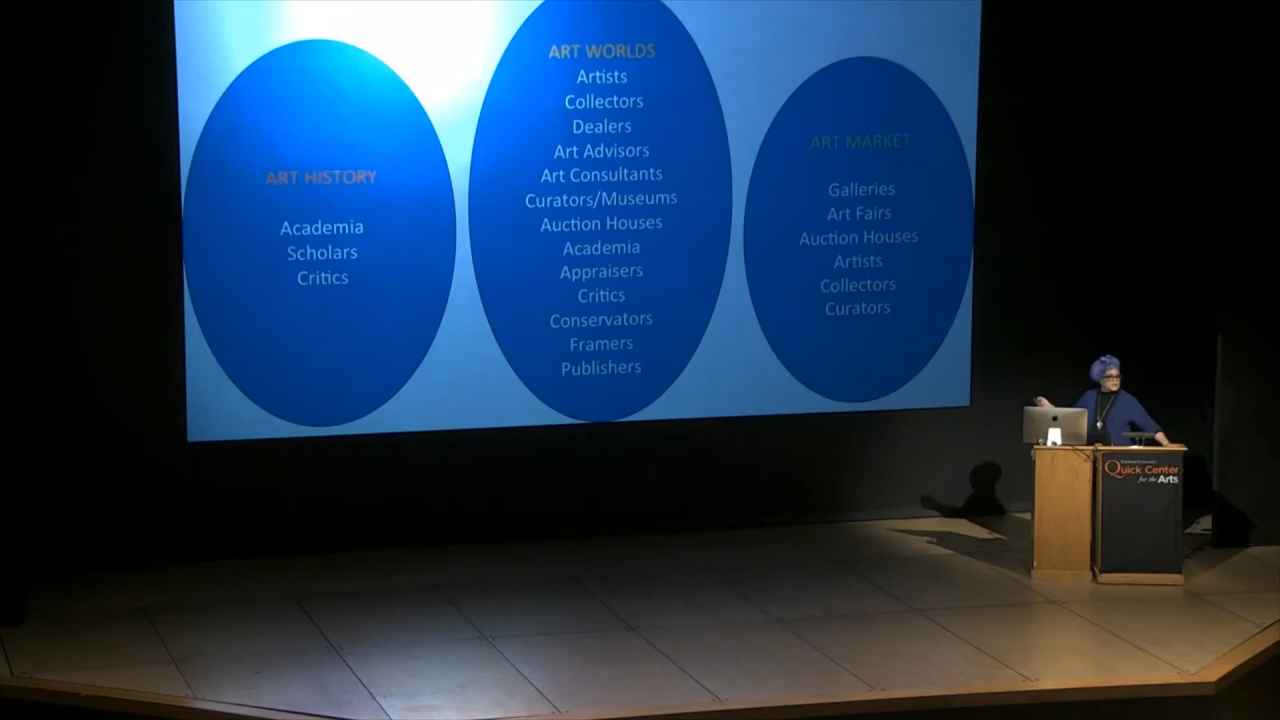 ART HISTORY
Academia
Scholars
Critics
ART WORLDS
Artists
Collectors
Dealers
Art Advisors
Art Consultants
Curators/Museums
Auction Houses
Academia
Appraisers
Critics
Conservators
Framers
Publishers
ART MARKET
Galleries
Art Fairs
Auction Houses
Artists
Collectors
Curators
Quick Center
for the Arts